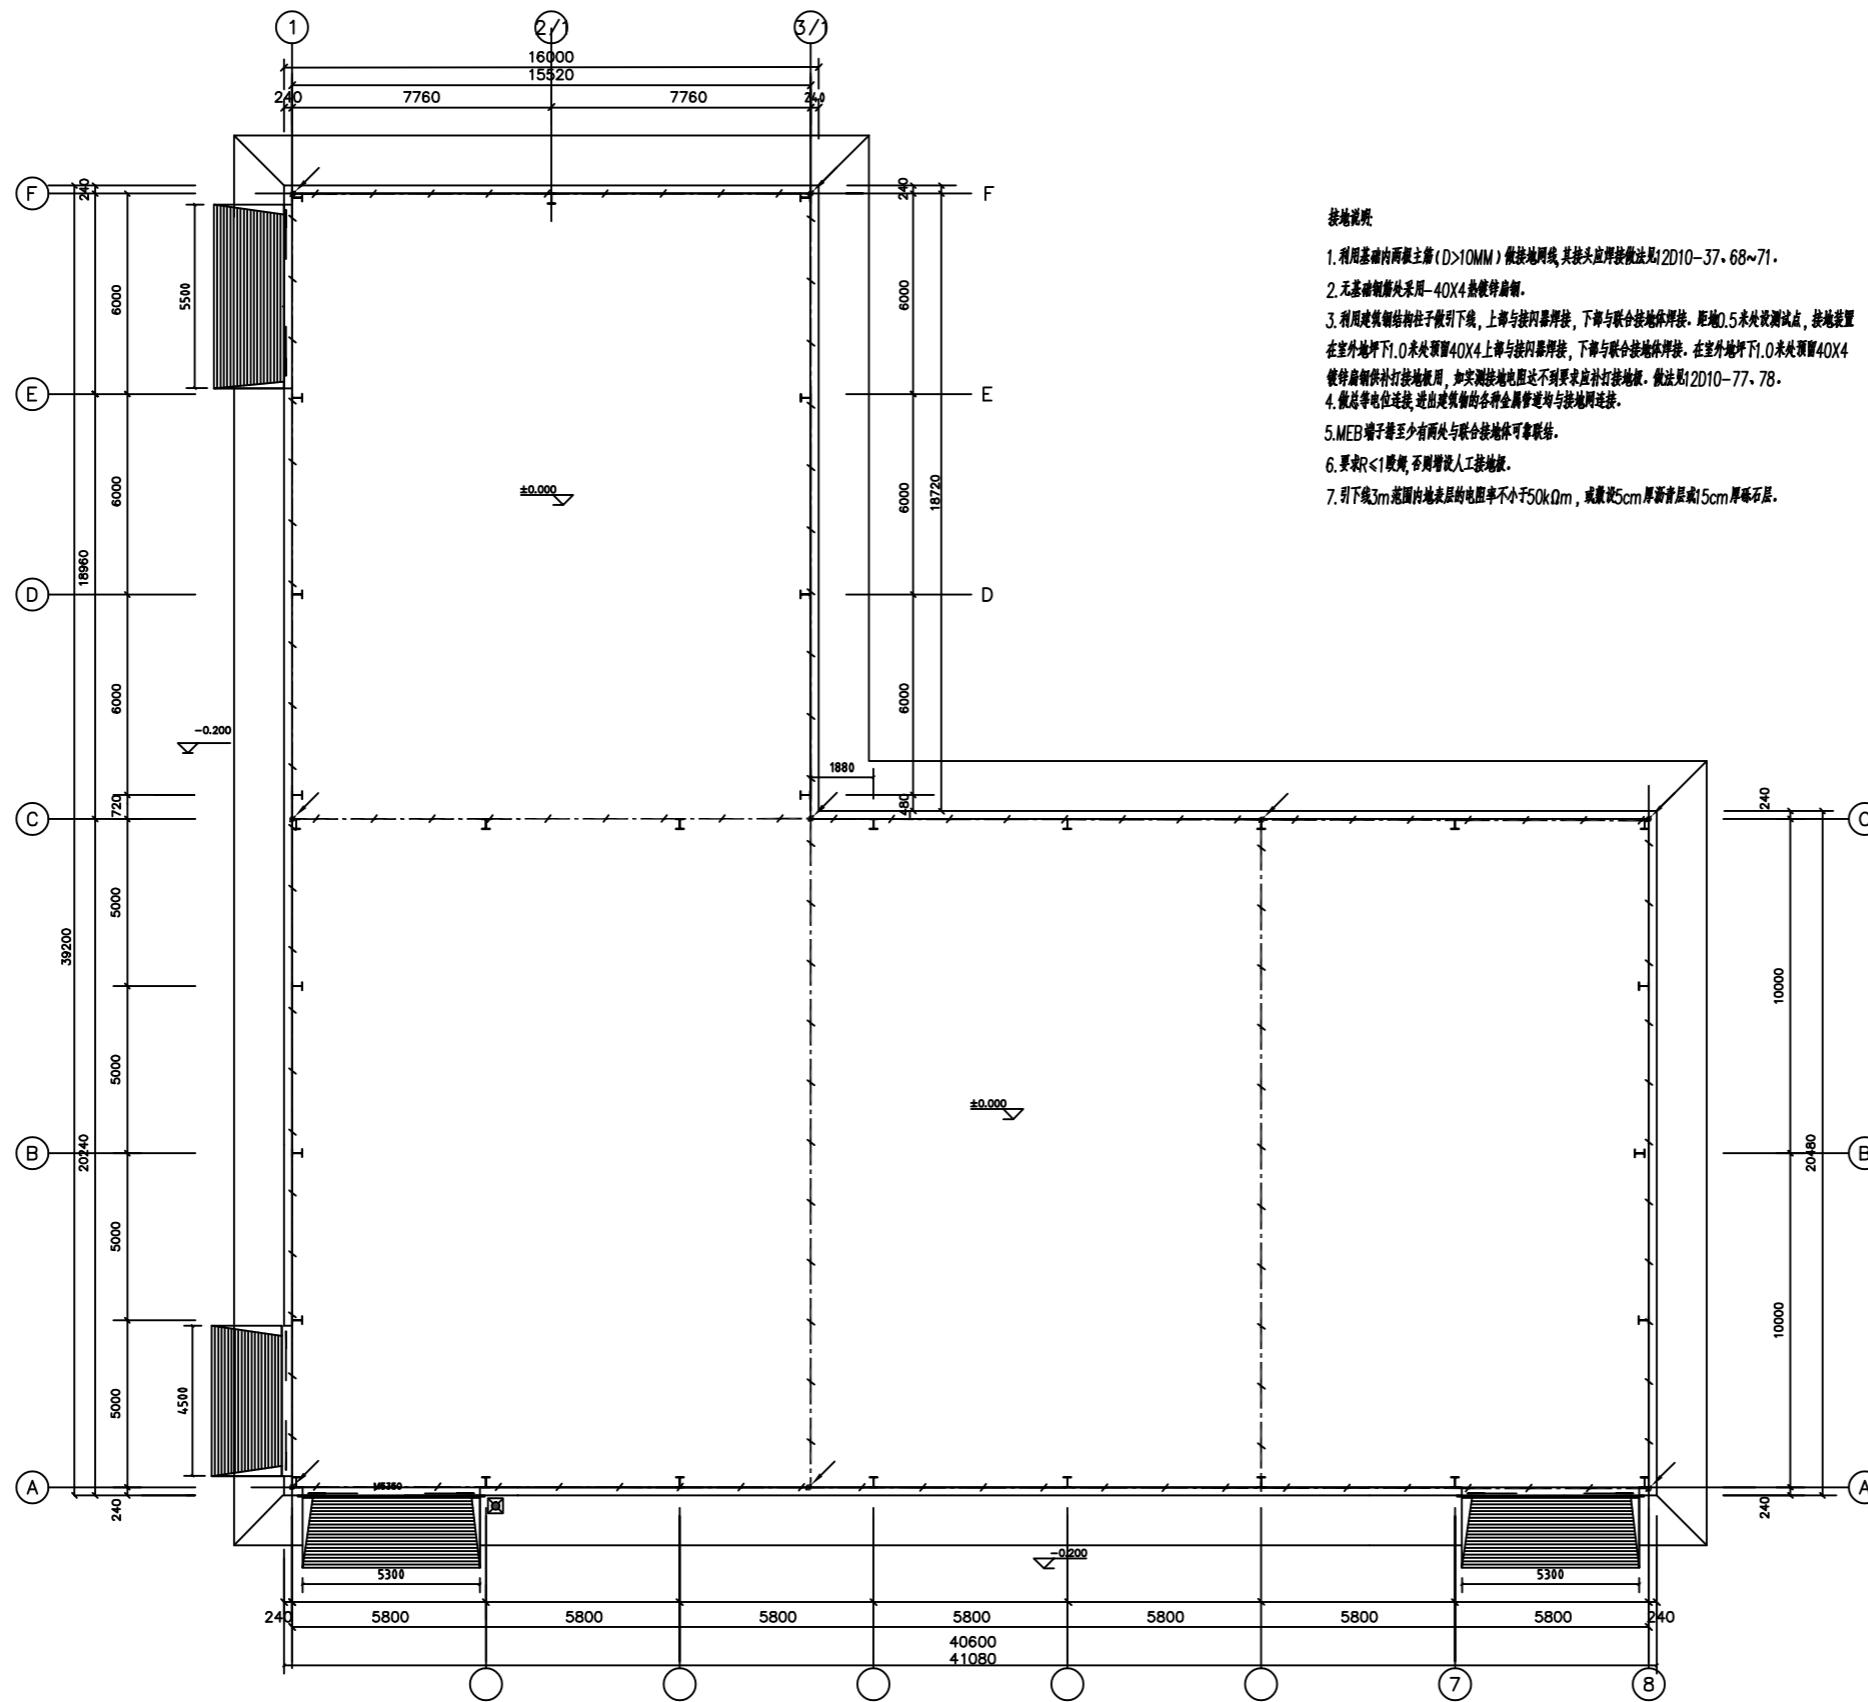 1
2/1
3/1
16000
15520
240
7760
7760
240
F
240
240
F
5500
6000
6000
E
E
6000
±0.000
6000
18720
18960
D
D
6000
6000
-0.200
1880
720
480
C
240
C
5000
39200
10000
5000
±0.000
20240
B
20480
B
5000
10000
4500
5000
A
240
M5350
240
A
-0.200
5300
5300
240
5800
5800
5800
5800
5800
5800
5800
240
40600
41080
7
8
接地说明:
1.利用基础内两根主筋(D>10MM)做接地网线,其接头应焊接做法见12D10-37、68~71.
2.无基础钢筋处采用-40X4热镀锌扁钢.
3.利用建筑钢结构柱子做引下线,上部与接闪器焊接,下部与联合接地体焊接.距地0.5米处设测试点,接地装置
在室外地坪下1.0米处预留40X4上部与接闪器焊接,下部与联合接地体焊接.在室外地坪下1.0米处预留40X4
镀锌扁钢供补打接地极用,如实测接地电阻达不到要求应补打接地极.做法见12D10-77、78.
4.做总等电位连接,进出建筑物的各种金属管道均与接地网连接.
5.MEB端子排至少有两处与联合接地体可靠联结.
6.要求R≤1欧姆,否则增设人工接地极.
7.引下线3m范围内地表层的电阻率不小于50kΩm,或敷设5cm厚沥青层或15cm厚砾石层.